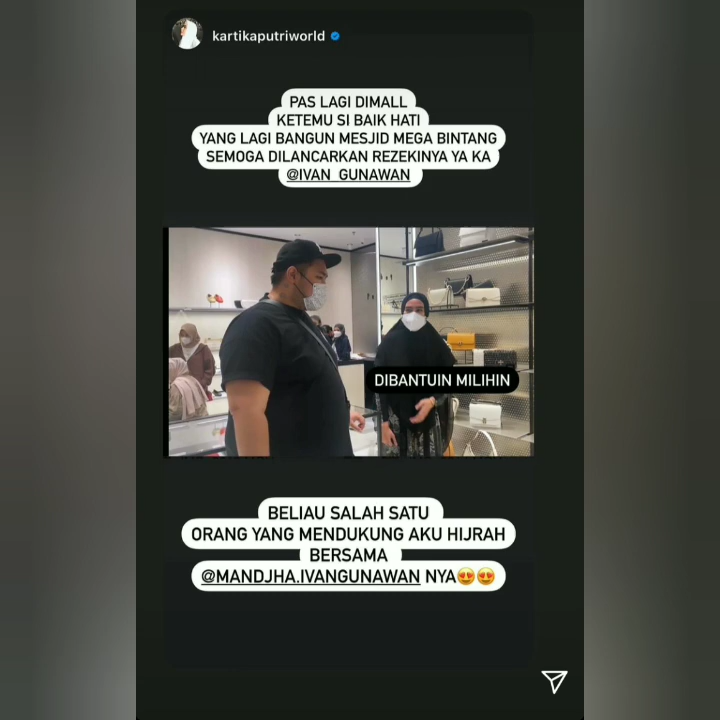 kartikaputriworld
PAS LAGI DIMALL
KETEMU SI BAIK HATI
YANG LAGI BANGUN MESJID MEGA BINTANG
SEMOGA DILANCARKAN REZEKINYA YA KA
@IVAN_GUNAWAN
DIBANTUIN MILIHIN
BELIAU SALAH SATU
ORANG YANG MENDUKUNG AKU HIJRAH
BERSAMA
@MANDJHA.IVANGUNAWAN NYA😍😍